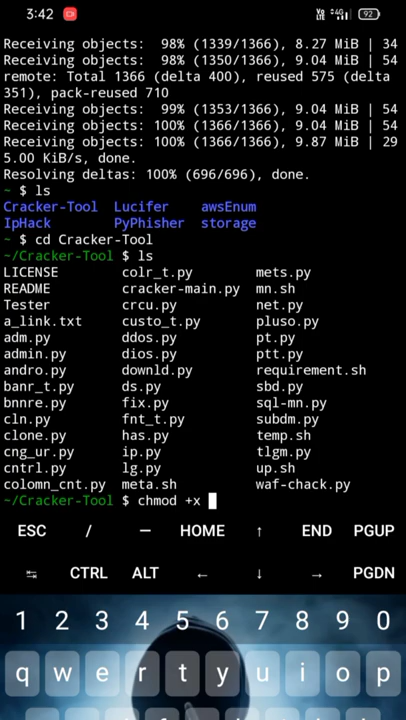 3:42 Vo LTE 4G 92
Receiving objects:  98% (1339/1366), 8.27 MiB | 34
Receiving objects:  98% (1350/1366), 9.04 MiB | 54
remote: Total 1366 (delta 400), reused 575 (delta
351), pack-reused 710
Receiving objects:  99% (1353/1366), 9.04 MiB | 54
Receiving objects: 100% (1366/1366), 9.04 MiB | 54
Receiving objects: 100% (1366/1366), 9.87 MiB | 29
5.00 KiB/s, done.
Resolving deltas: 100% (696/696), done.
~ $ ls
Cracker-Tool  Lucifer  awsEnum
IpHack        PyPhisher  storage
~ $ cd Cracker-Tool
~/Cracker-Tool $ ls
LICENSE        colr_t.py        mets.py
README         cracker-main.py  mn.sh
Tester         crcu.py          net.py
a_link.txt     custo_t.py       pluso.py
adm.py         ddos.py          pt.py
admin.py       dios.py          ptt.py
andro.py       downld.py        requirement.sh
banr_t.py      ds.py            sbd.py
bnnre.py       fix.py           sql-mn.py
cln.py         fnt_t.py         subdm.py
clone.py       has.py           temp.sh
cng_ur.py      ip.py            tlgm.py
cntrl.py       lg.py            up.sh
colomn_cnt.py  meta.sh          waf-chack.py
~/Cracker-Tool $ chmod +x
ESC / — HOME ↑ END PGUP
↹ CTRL ALT ← ↓ → PGDN
1 2 3 4 5 6 7 8 9 0
q w e r t y u i o p